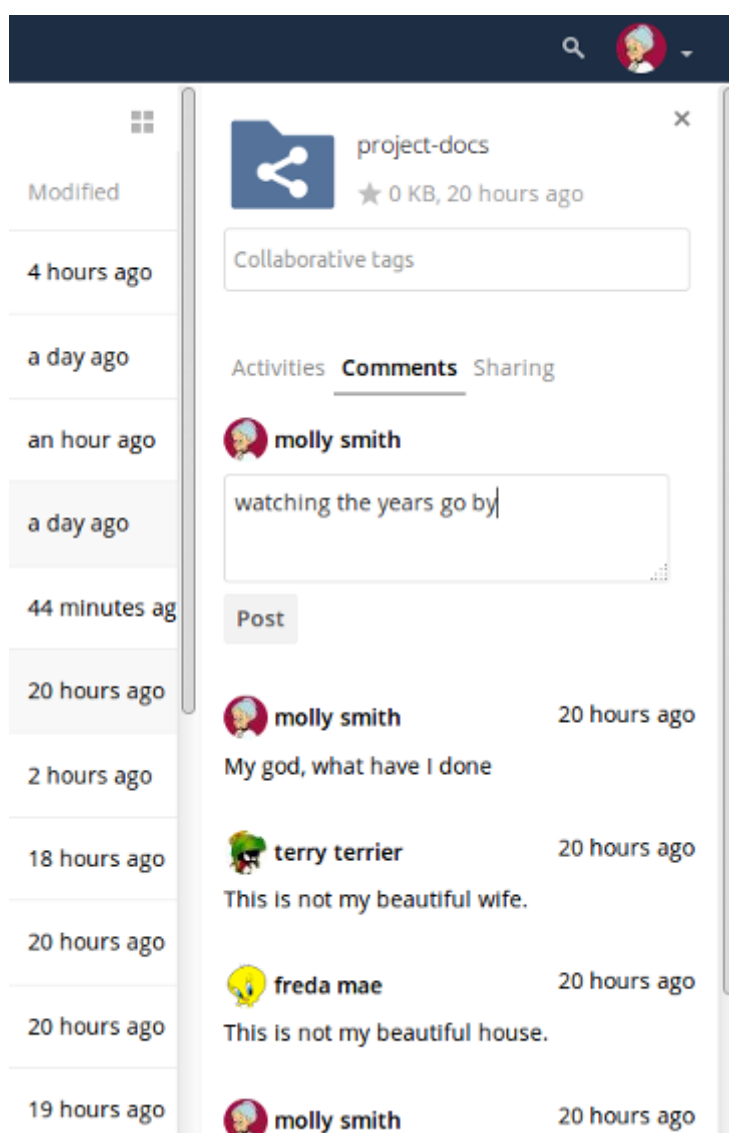 project-docs
0 KB, 20 hours ago
Modified
4 hours ago
a day ago
an hour ago
a day ago
44 minutes ag
20 hours ago
2 hours ago
18 hours ago
20 hours ago
20 hours ago
19 hours ago
Collaborative tags
Activities Comments Sharing
molly smith
watching the years go by
Post
molly smith 20 hours ago
My god, what have I done
terry terrier 20 hours ago
This is not my beautiful wife.
freda mae 20 hours ago
This is not my beautiful house.
molly smith 20 hours ago